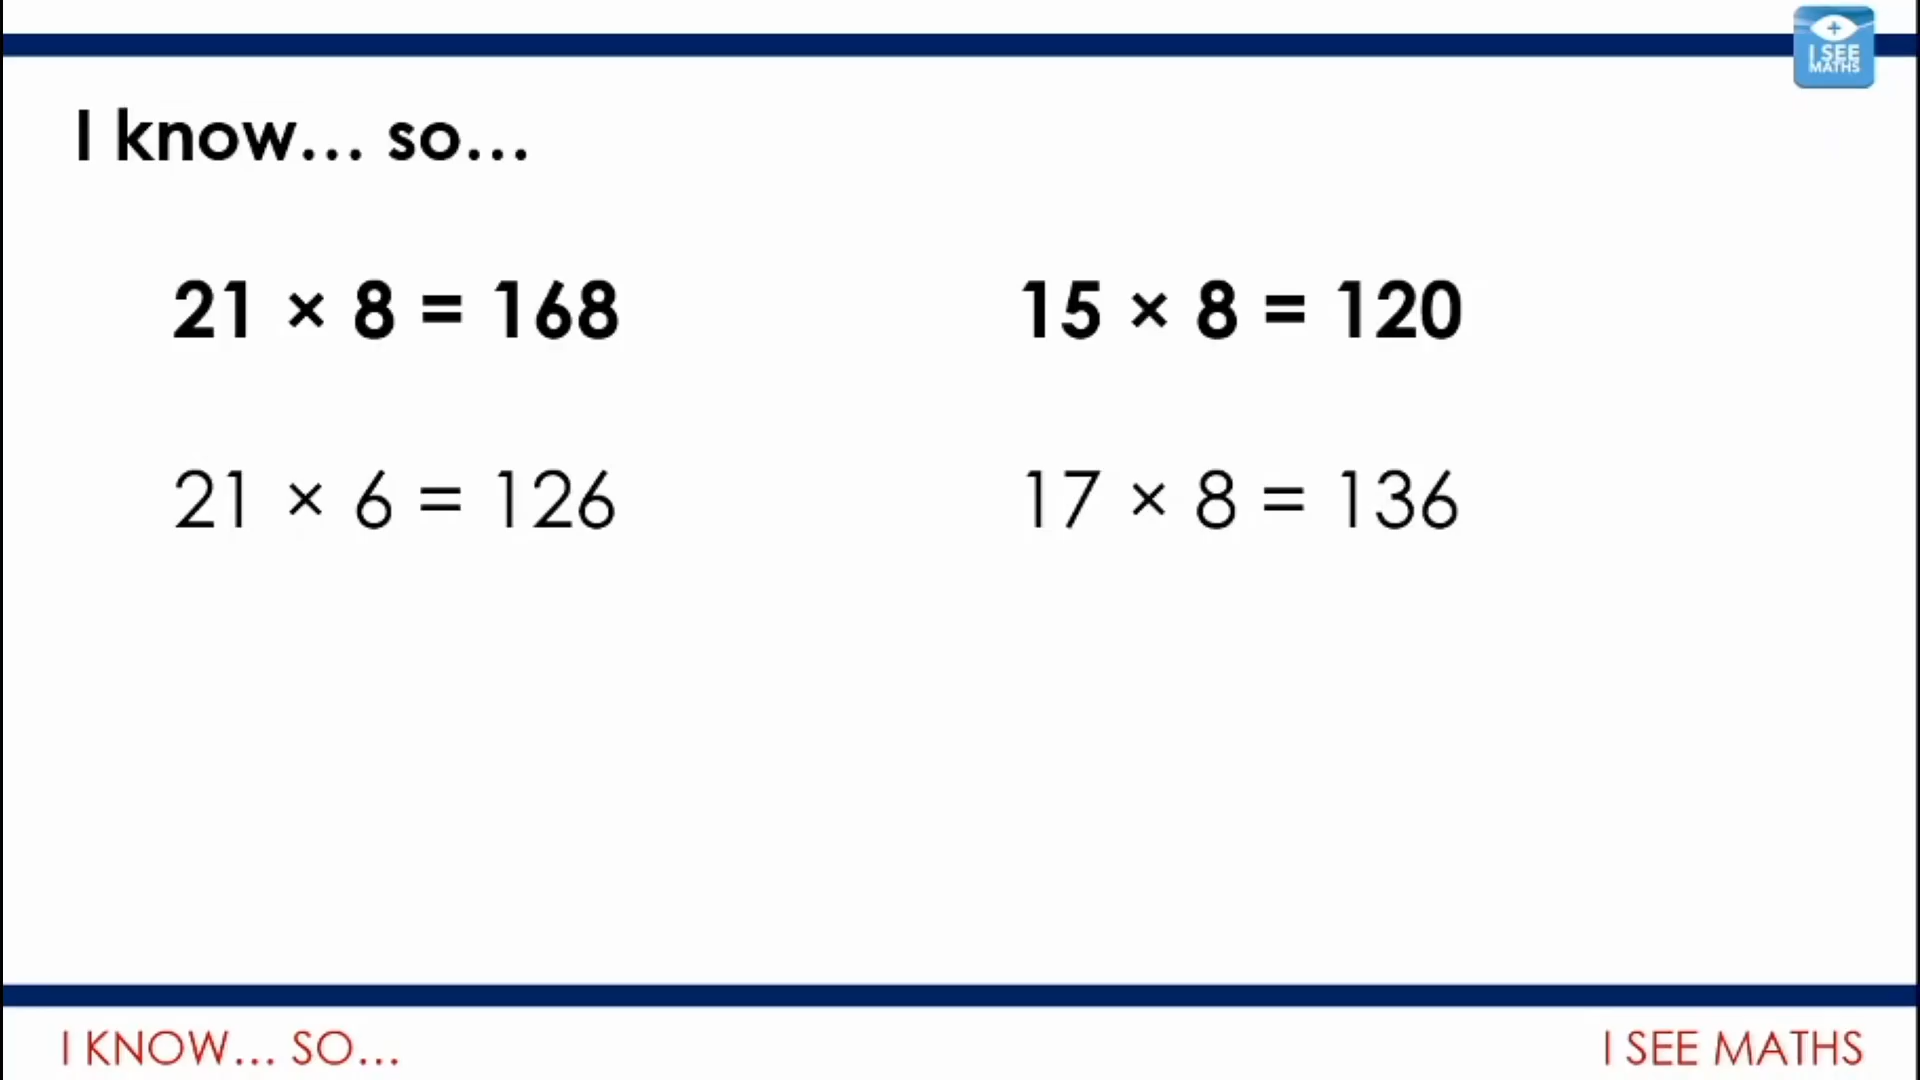 I SEE
MATHS
I know… so…
21 × 8 = 168
15 × 8 = 120
21 × 6 = 126
17 × 8 = 136
I KNOW… SO…
I SEE MATHS